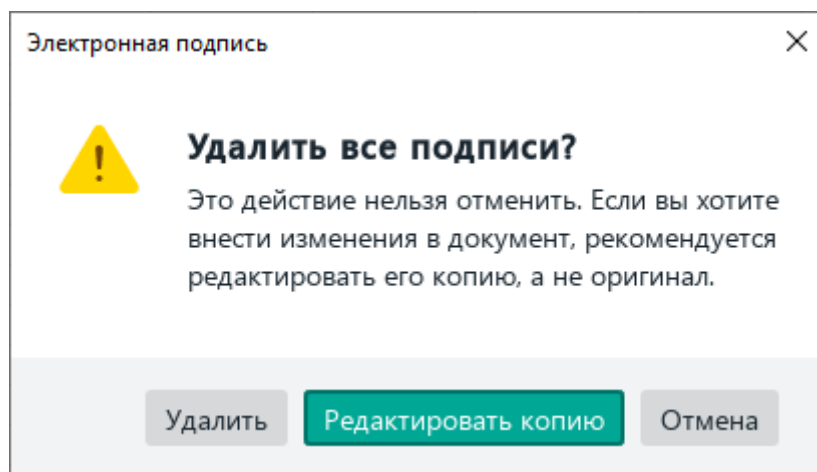 Электронная подпись
Удалить все подписи?
Это действие нельзя отменить. Если вы хотите
внести изменения в документ, рекомендуется
редактировать его копию, а не оригинал.
Удалить Редактировать копию Отмена